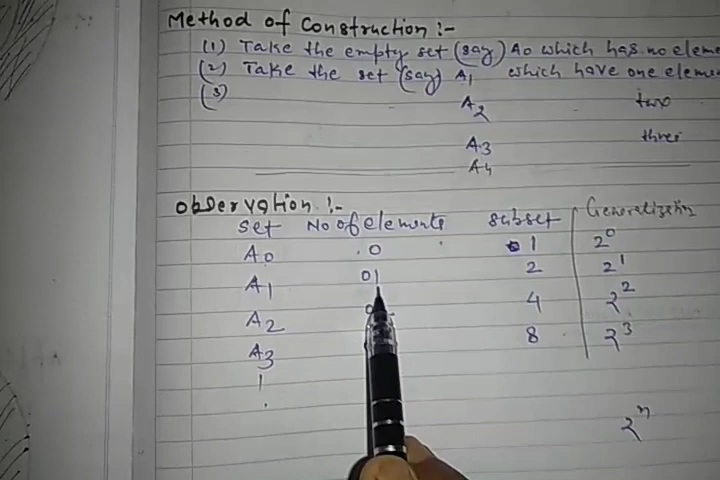 Method of Construction :-
(1) Take the empty set (say) A0 which has no eleme
(2) Take the set (say) A1 which have one elemen
(3) A2 two
A3 three
A4
Observation :-
Set No of elements subset Generalization
A0 0 1 2^0
A1 01 2 2^1
A2 4 2^2
A3 8 2^3
2^n